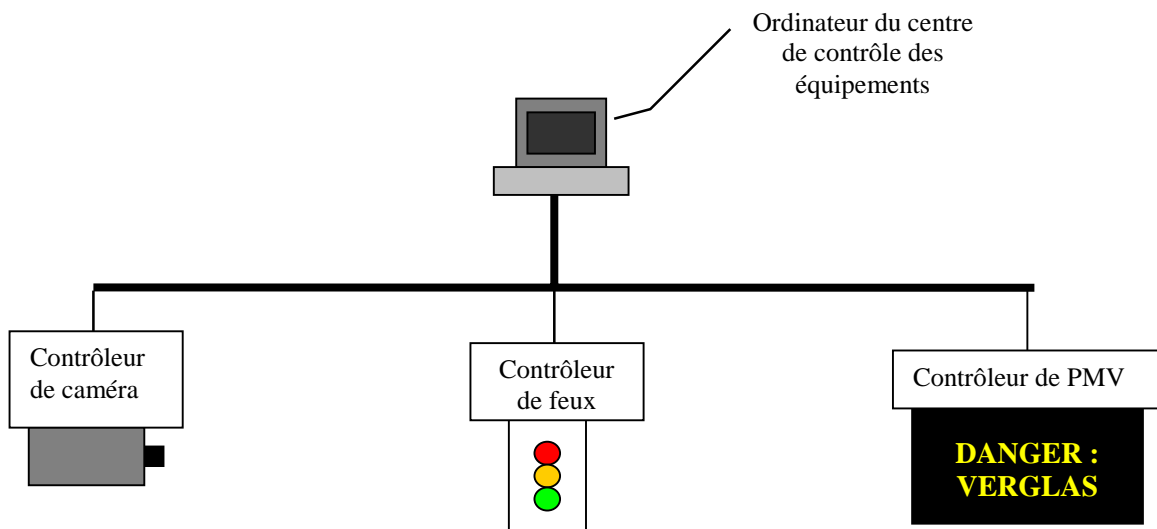 Ordinateur du centre
de contrôle des
équipements
Contrôleur
de caméra
Contrôleur
de feux
Contrôleur de PMV
DANGER :
VERGLAS